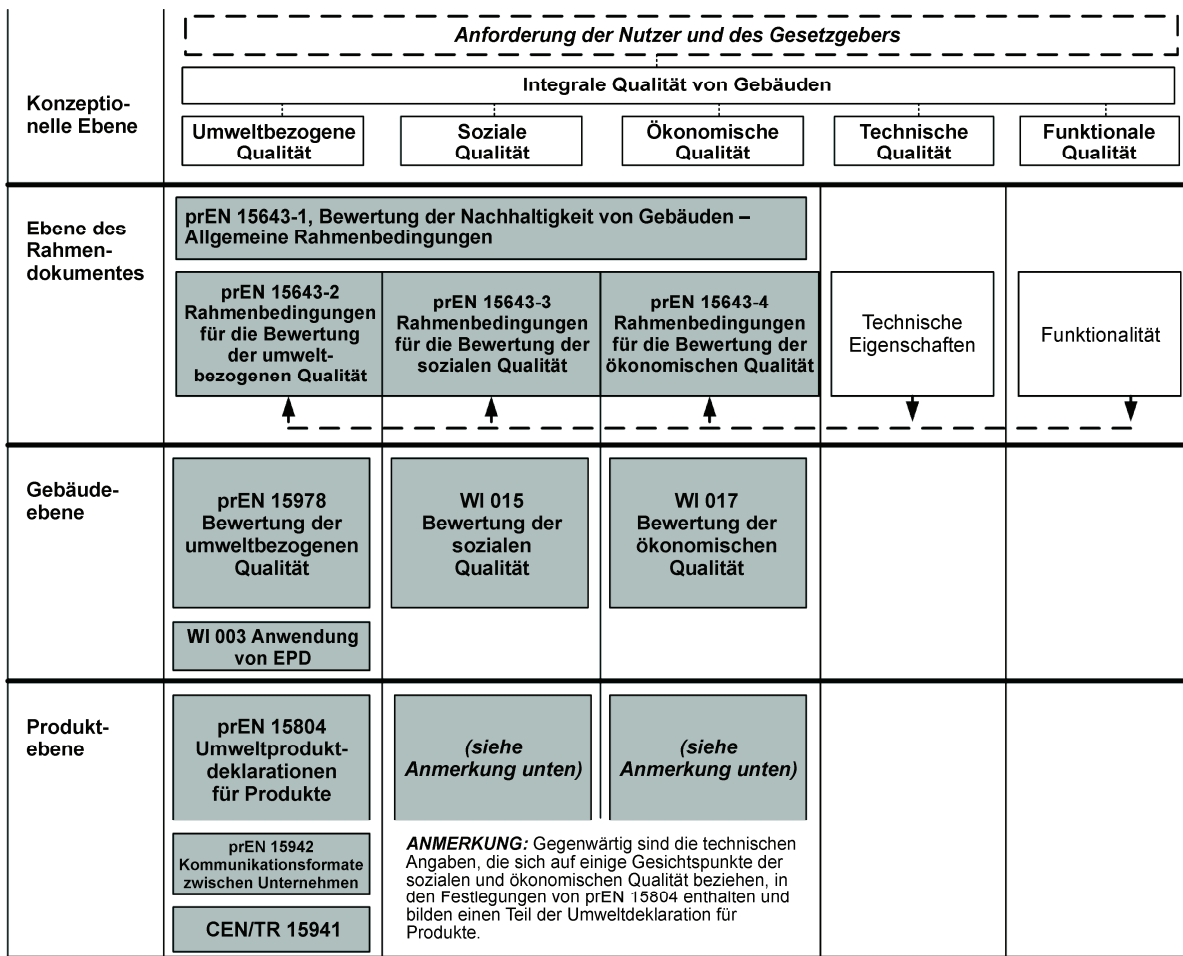 Anforderung der Nutzer und des Gesetzgebers
Integrale Qualität von Gebäuden
Konzeptio-
nelle Ebene
Umweltbezogene
Qualität
Soziale
Qualität
Ökonomische
Qualität
Technische
Qualität
Funktionale
Qualität
Ebene des
Rahmen-
dokumentes
prEN 15643-1, Bewertung der Nachhaltigkeit von Gebäuden –
Allgemeine Rahmenbedingungen
prEN 15643-2
Rahmenbedingungen
für die Bewertung
der umwelt-
bezogenen Qualität
prEN 15643-3
Rahmenbedingungen
für die Bewertung der
sozialen Qualität
prEN 15643-4
Rahmenbedingungen
für die Bewertung der
ökonomischen Qualität
Technische
Eigenschaften
Funktionalität
Gebäude-
ebene
prEN 15978
Bewertung der
umweltbezogenen
Qualität
WI 015
Bewertung der
sozialen
Qualität
WI 017
Bewertung der
ökonomischen
Qualität
WI 003 Anwendung
von EPD
Produkt-
ebene
prEN 15804
Umweltprodukt-
deklarationen
für Produkte
(siehe
Anmerkung unten)
(siehe
Anmerkung unten)
prEN 15942
Kommunikationsformate
zwischen Unternehmen
CEN/TR 15941
ANMERKUNG: Gegenwärtig sind die technischen
Angaben, die sich auf einige Gesichtspunkte der
sozialen und ökonomischen Qualität beziehen, in
den Festlegungen von prEN 15804 enthalten und
bilden einen Teil der Umweltdeklaration für
Produkte.